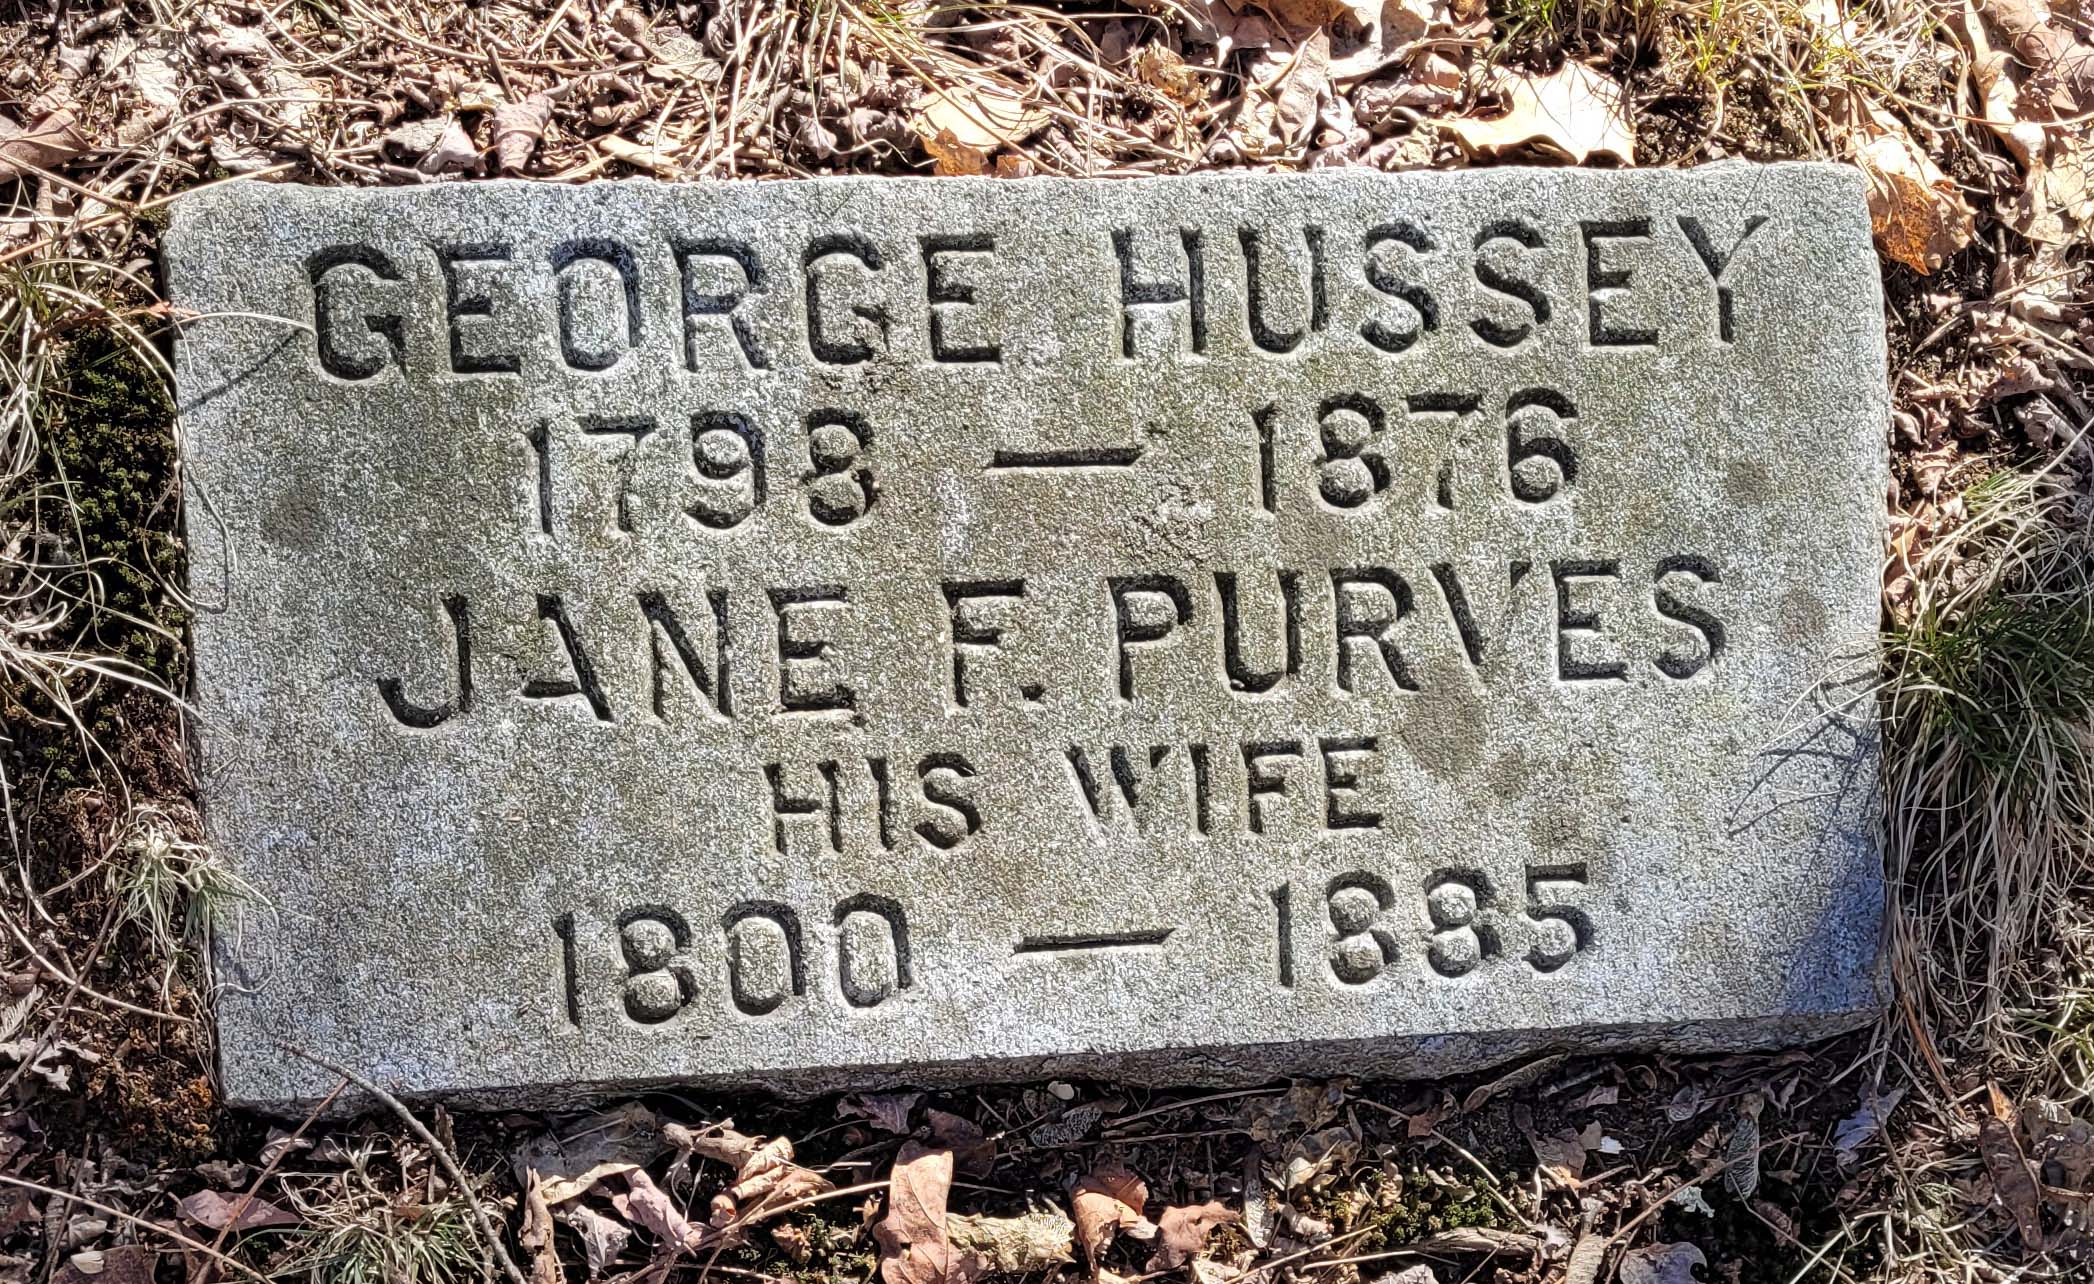 GEORGE HUSSEY
1798 — 1876
JANE F. PURVES
HIS WIFE
1800 — 1885